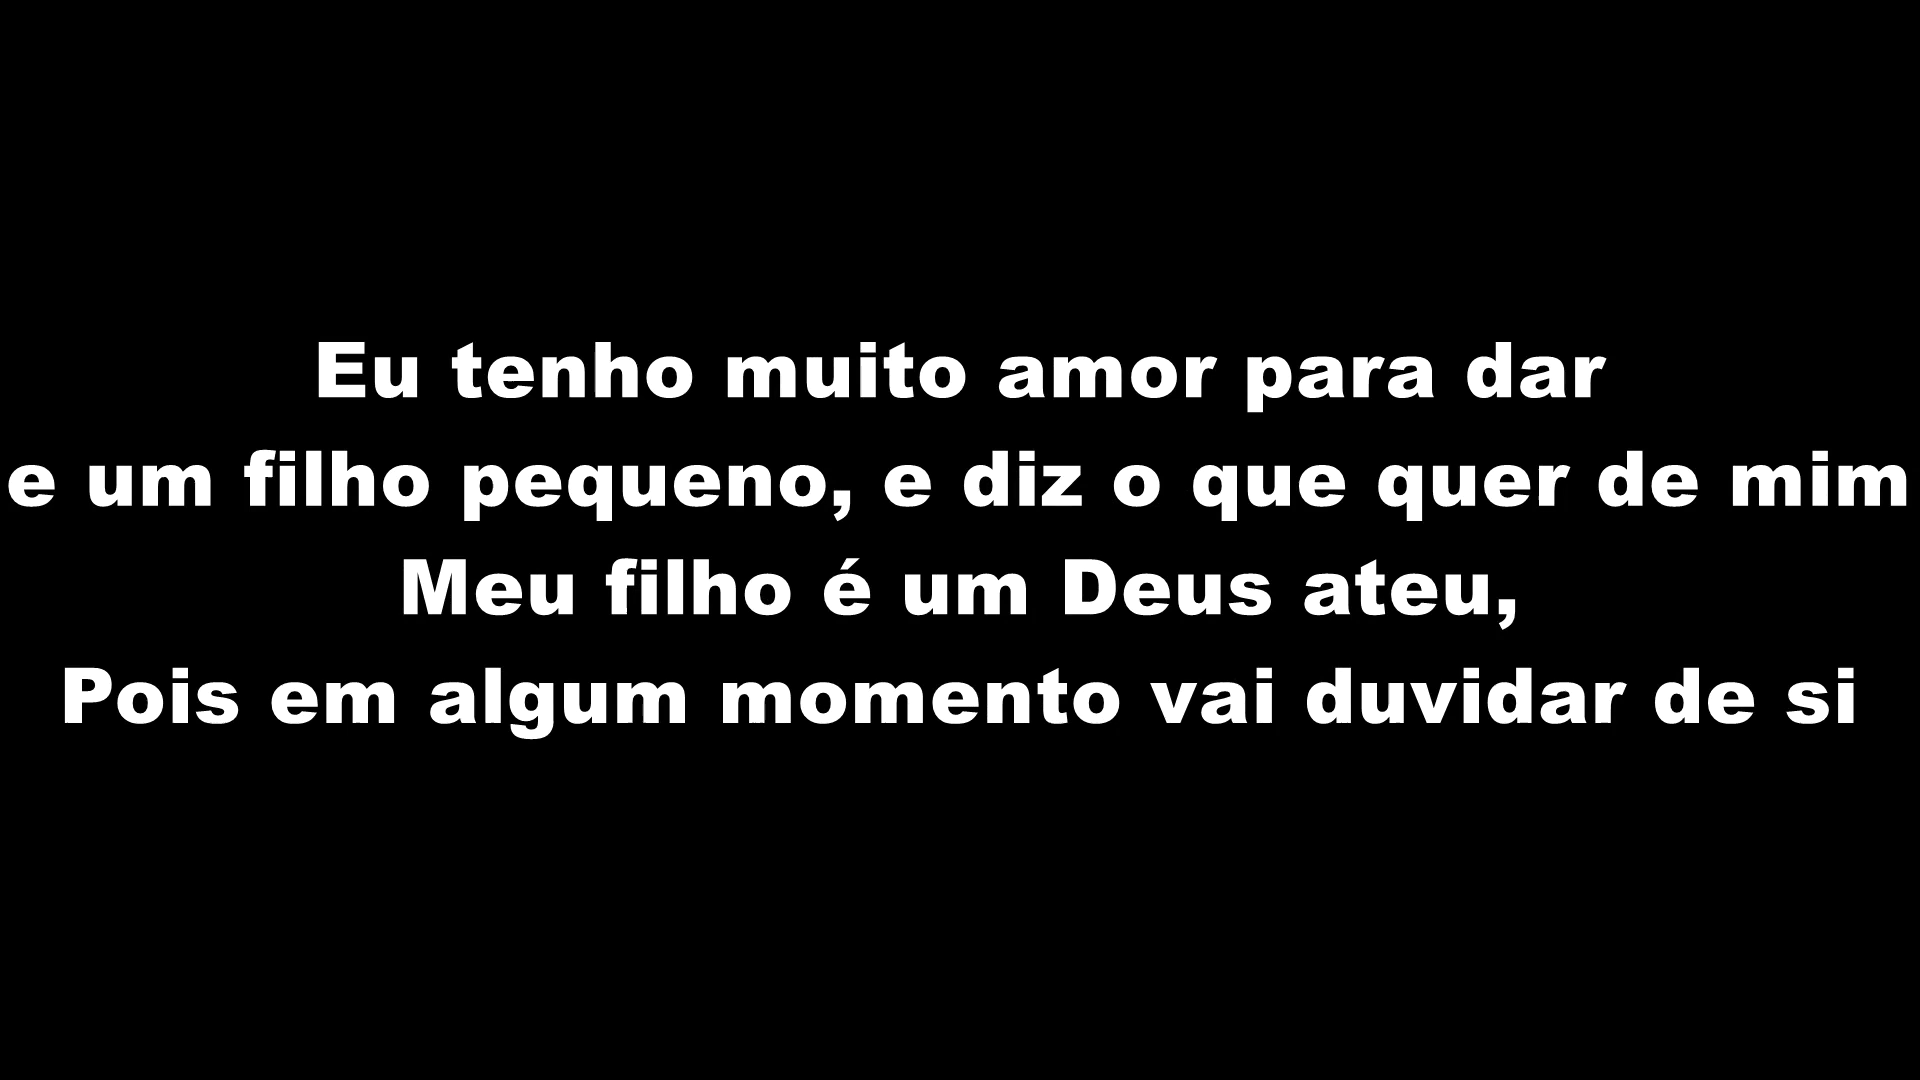 Eu tenho muito amor para dar
e um filho pequeno, e diz o que quer de mim
Meu filho é um Deus ateu,
Pois em algum momento vai duvidar de si